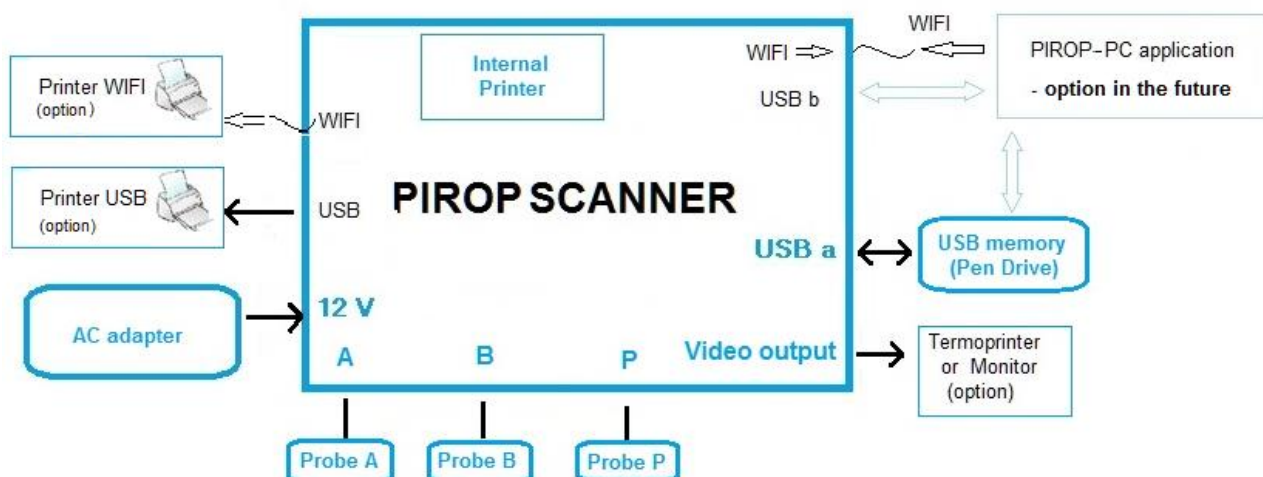 WIFI
Internal
Printer
WIFI
PIROP-PC application
- option in the future
Printer WIFI
(option)
USB b
WIFI
Printer USB
(option)
USB
PIROP SCANNER
USB a
USB memory
(Pen Drive)
12 V
AC adapter
A
B
P
Video output
Termoprinter
or Monitor
(option)
Probe A
Probe B
Probe P